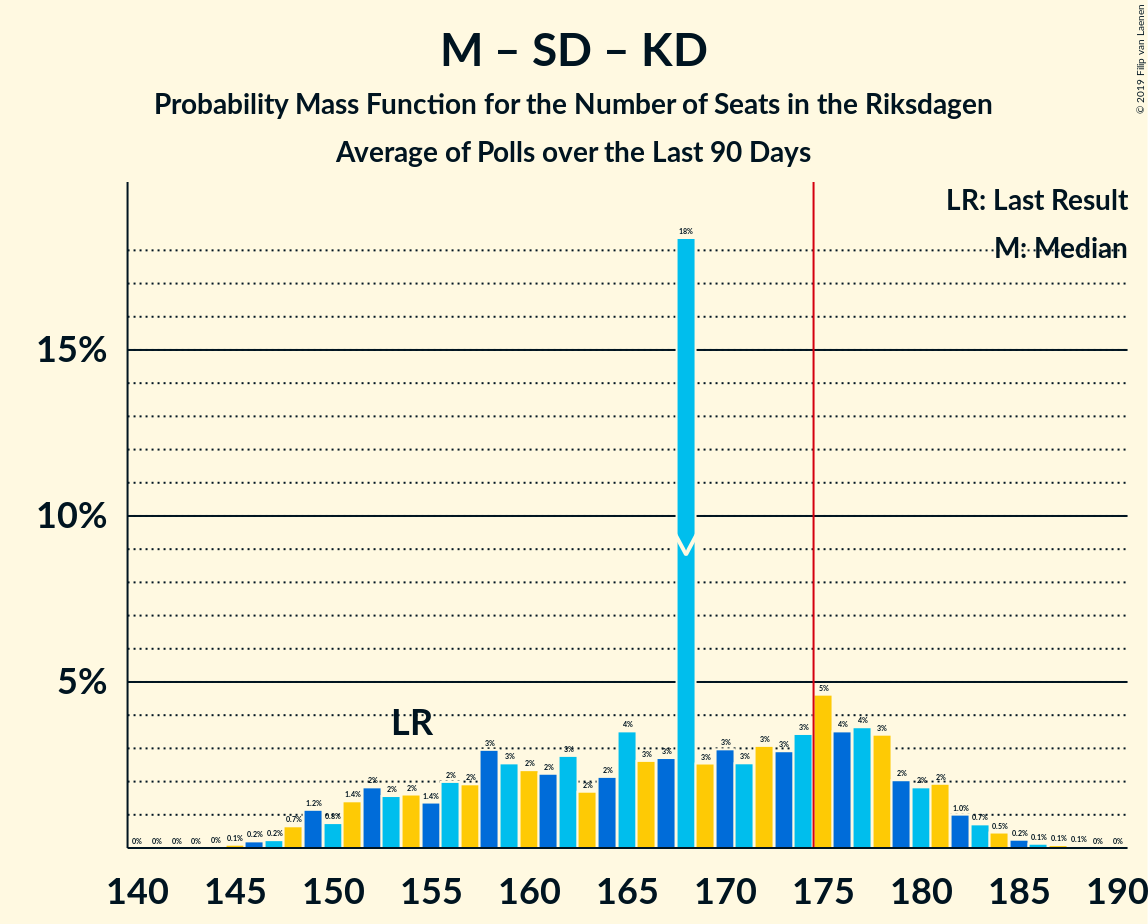 M – SD – KD
Probability Mass Function for the Number of Seats in the Riksdagen
Average of Polls over the Last 90 Days
© 2019 Filip van Laenen
LR: Last Result
M: Median
15%
10%
5%
LR
0% 0% 0% 0% 0% 0.1% 0.2% 0.2% 0.7% 1.2% 0.8% 1.4% 2% 2% 2% 1.4% 2% 2% 3% 3% 2% 2% 3% 2% 2% 4% 3% 3% 18% 3% 3% 3% 3% 3% 3% 5% 4% 4% 3% 2% 2% 2% 1.0% 0.7% 0.5% 0.2% 0.1% 0.1% 0.1% 0% 0%
140 145 150 155 160 165 170 175 180 185 190